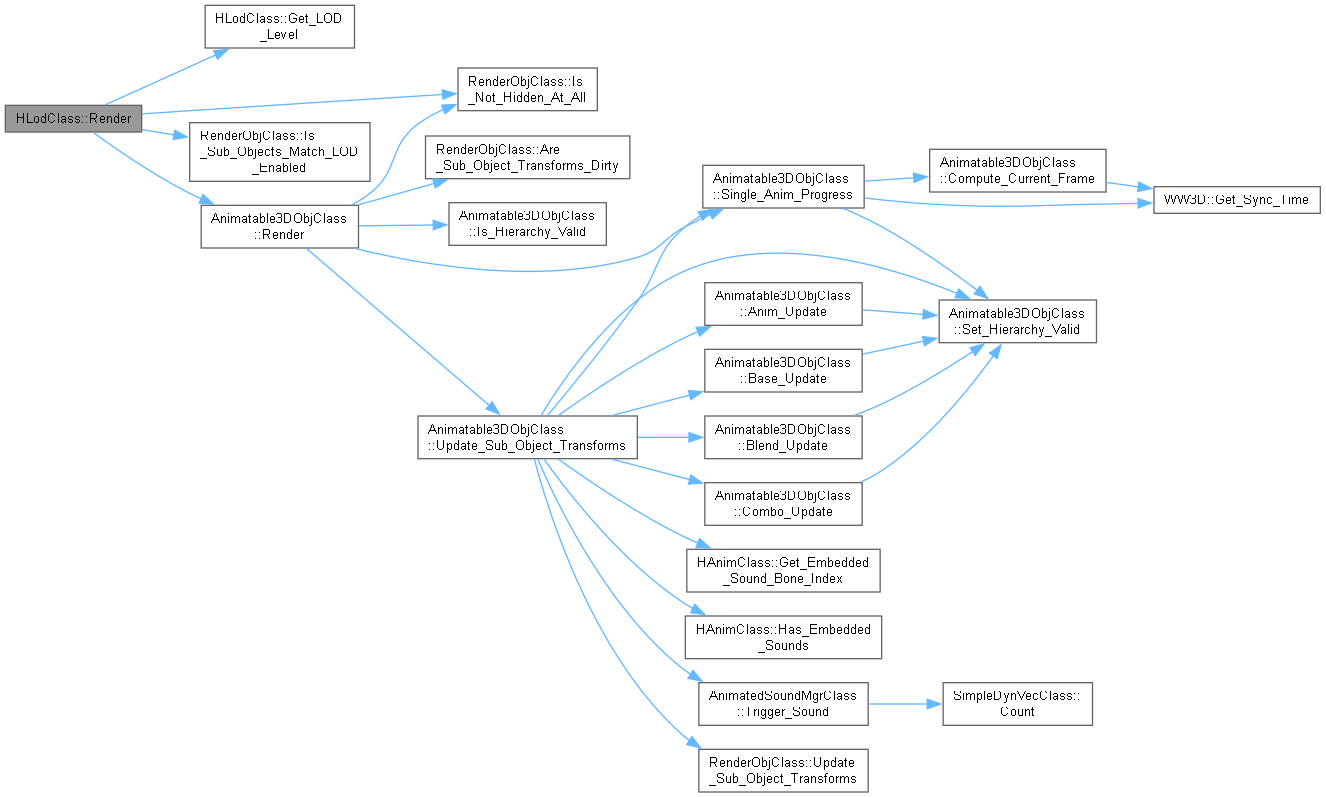 HLodClass::Get_LOD
_Level
HLodClass::Render
RenderObjClass::Is
_Not_Hidden_At_All
RenderObjClass::Is
_Sub_Objects_Match_LOD
_Enabled
RenderObjClass::Are
_Sub_Object_Transforms_Dirty
Animatable3DObjClass
::Render
Animatable3DObjClass
::Is_Hierarchy_Valid
Animatable3DObjClass
::Single_Anim_Progress
Animatable3DObjClass
::Compute_Current_Frame
WW3D::Get_Sync_Time
Animatable3DObjClass
::Anim_Update
Animatable3DObjClass
::Set_Hierarchy_Valid
Animatable3DObjClass
::Base_Update
Animatable3DObjClass
::Update_Sub_Object_Transforms
Animatable3DObjClass
::Blend_Update
Animatable3DObjClass
::Combo_Update
HAnimClass::Get_Embedded
_Sound_Bone_Index
HAnimClass::Has_Embedded
_Sounds
AnimatedSoundMgrClass
::Trigger_Sound
SimpleDynVecClass::
Count
RenderObjClass::Update
_Sub_Object_Transforms